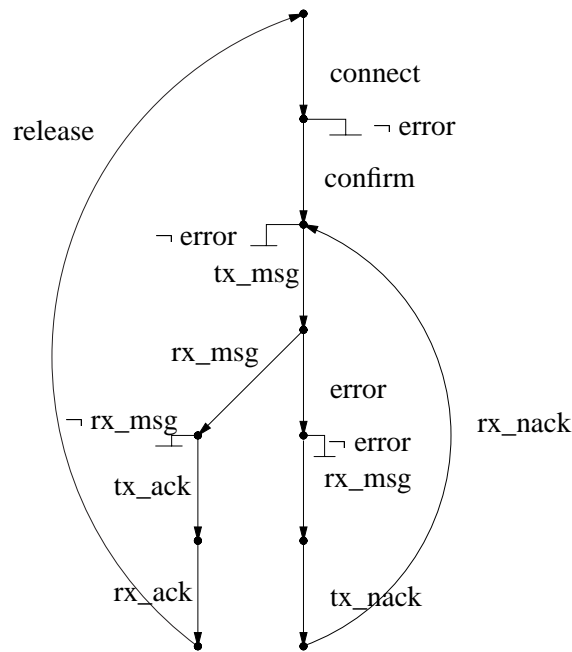 connect
release
¬ error
confirm
¬ error
tx_msg
rx_msg
error
¬ rx_msg
rx_nack
¬ error
rx_msg
tx_ack
rx_ack
tx_nack